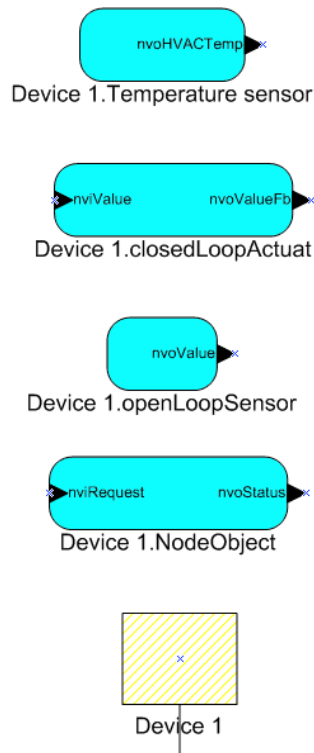 nvoHVACTemp
Device 1.Temperature sensor
nviValue nvoValueFb
Device 1.closedLoopActuat
nvoValue
Device 1.openLoopSensor
nviRequest nvoStatus
Device 1.NodeObject
Device 1